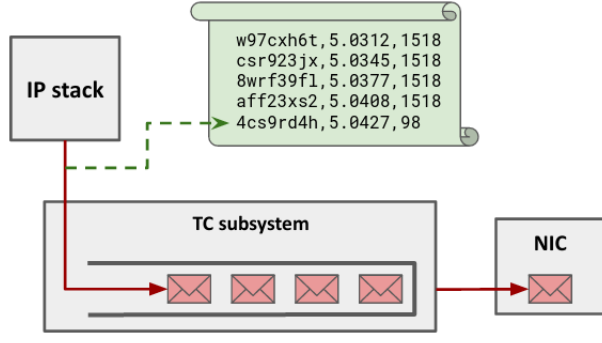 w97cxh6t,5.0312,1518
csr923jx,5.0345,1518
8wrf39fl,5.0377,1518
aff23xs2,5.0408,1518
4cs9rd4h,5.0427,98
IP stack
TC subsystem
NIC